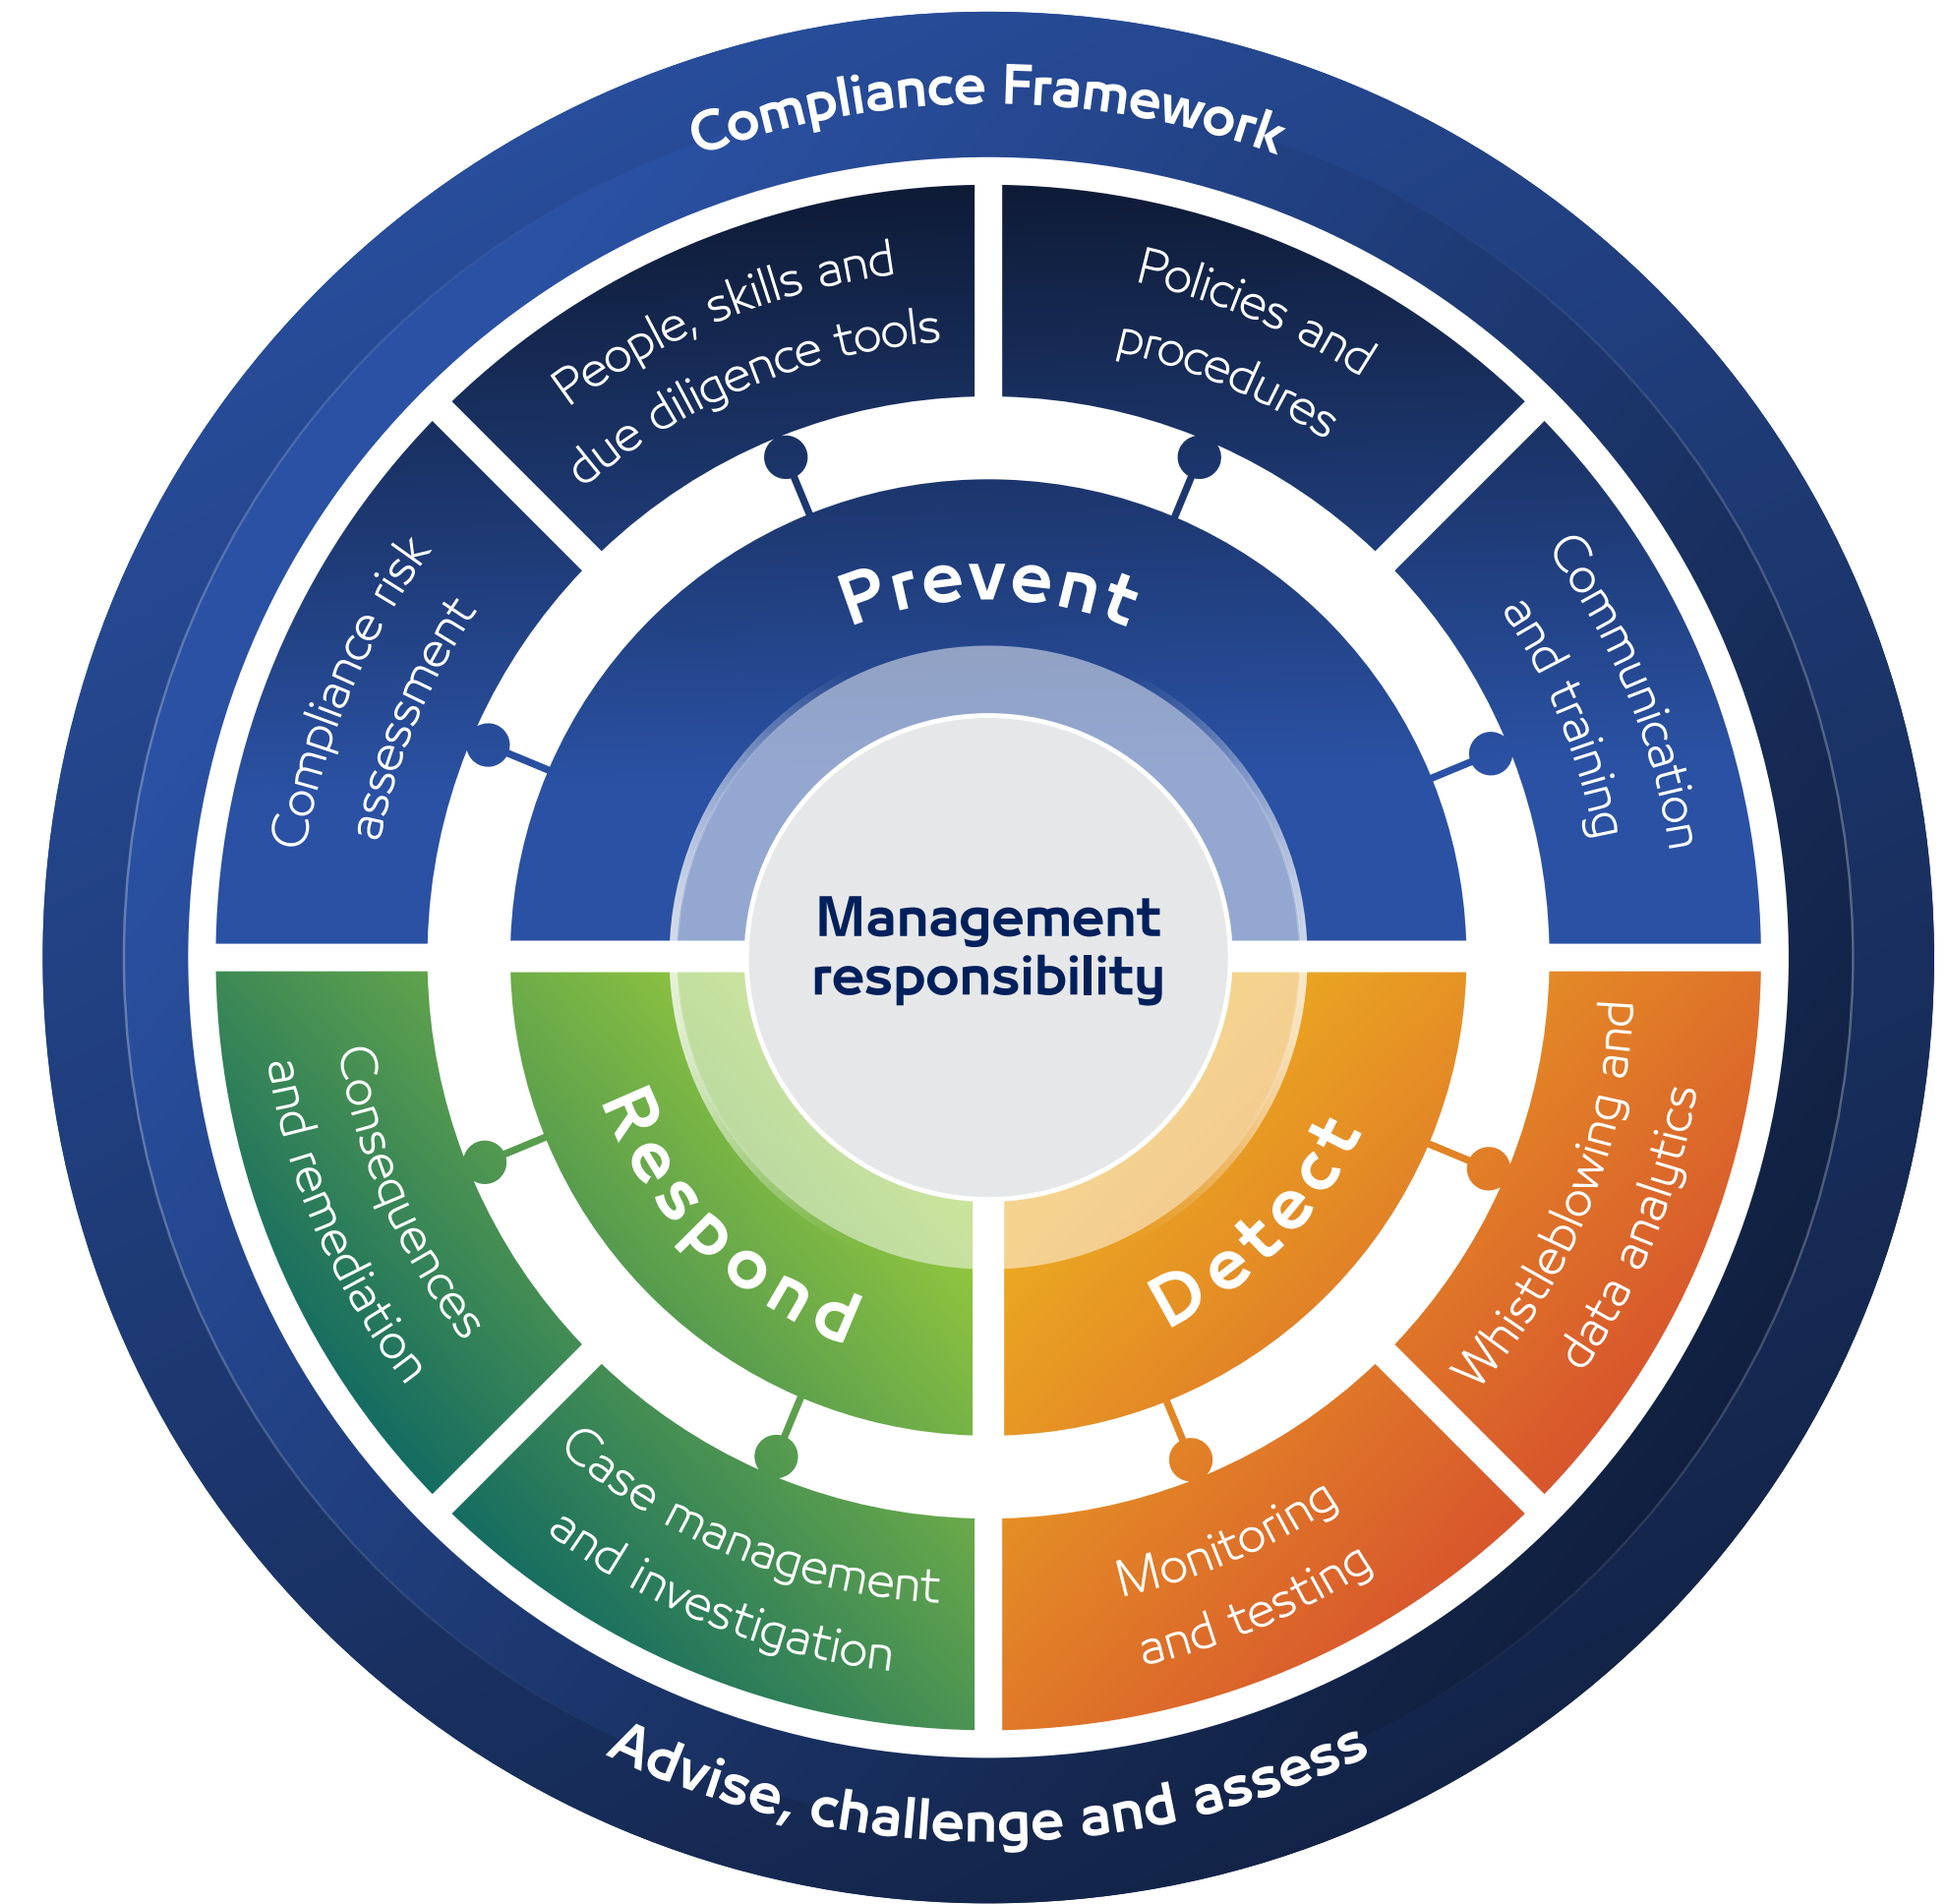 Compliance Framework
People, skills and
due diligence tools
Policies and
procedures
Compliance risk
assessment
Communication
and training
Prevent
Management
responsibility
Respond
Detect
Consequences
and remediation
Case management
and investigation
Whistleblowing and
data analytics
Monitoring
and testing
Advise, challenge and assess